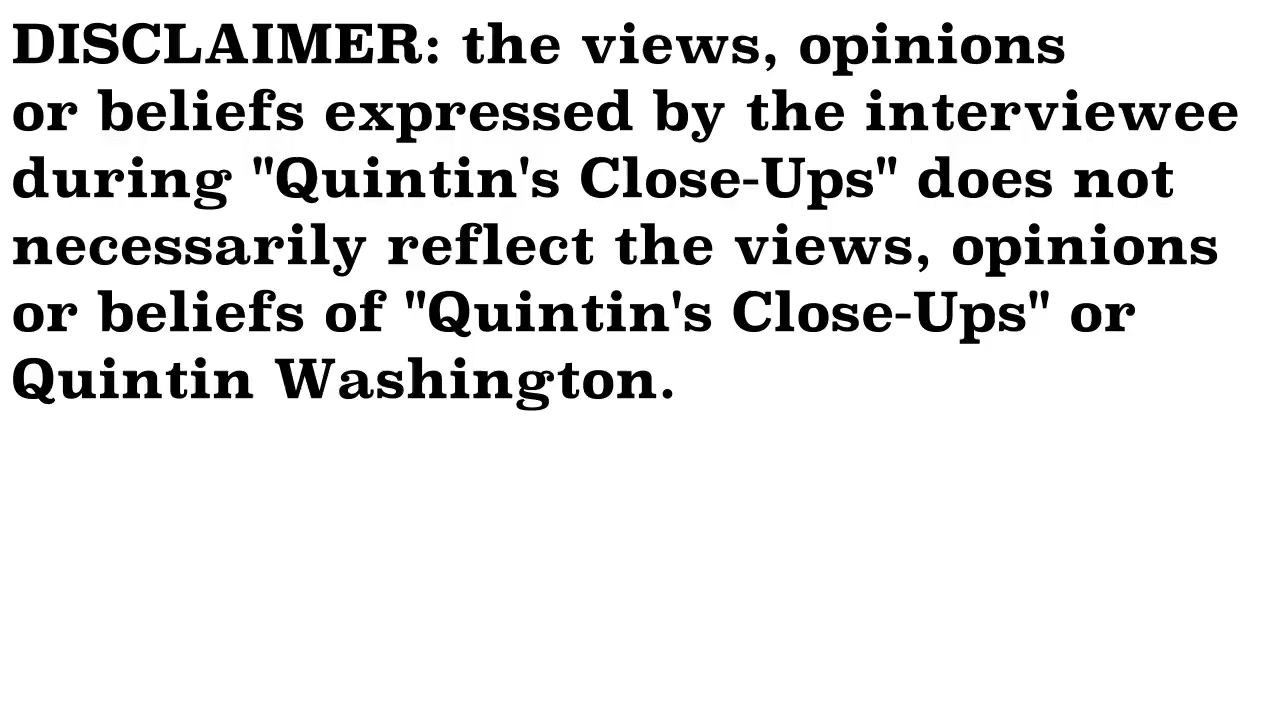 DISCLAIMER: the views, opinions
or beliefs expressed by the interviewee
during "Quintin's Close-Ups" does not
necessarily reflect the views, opinions
or beliefs of "Quintin's Close-Ups" or
Quintin Washington.